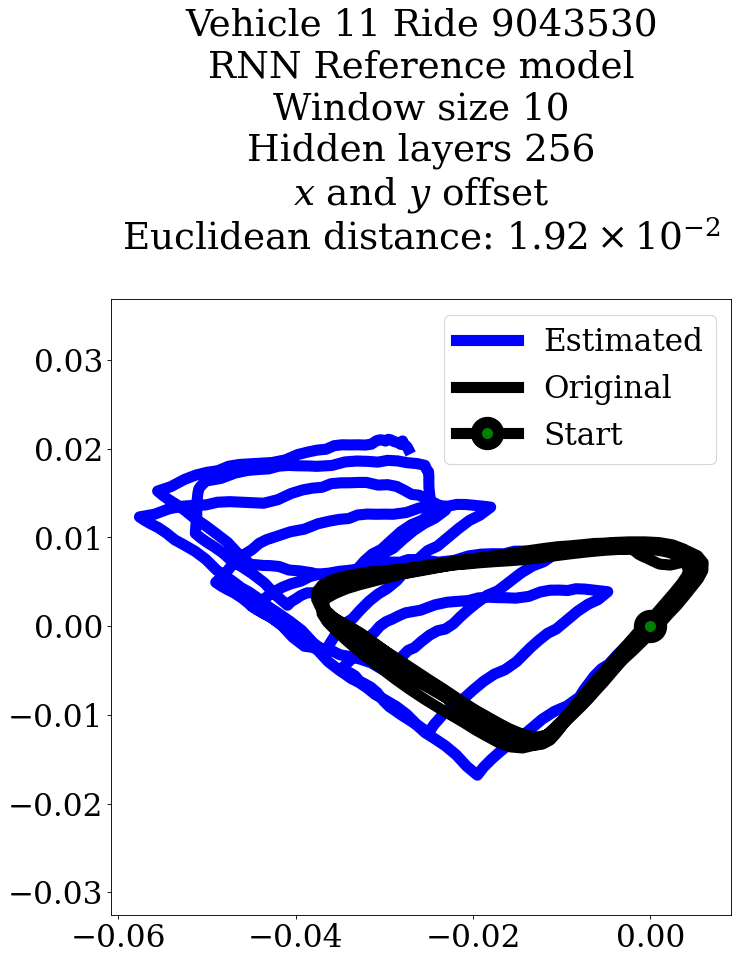 Vehicle 11 Ride 9043530
RNN Reference model
Window size 10
Hidden layers 256
x and y offset
Euclidean distance: 1.92 × 10⁻²
Estimated
Original
Start
0.03
0.02
0.01
0.00
−0.01
−0.02
−0.03
−0.06
−0.04
−0.02
0.00